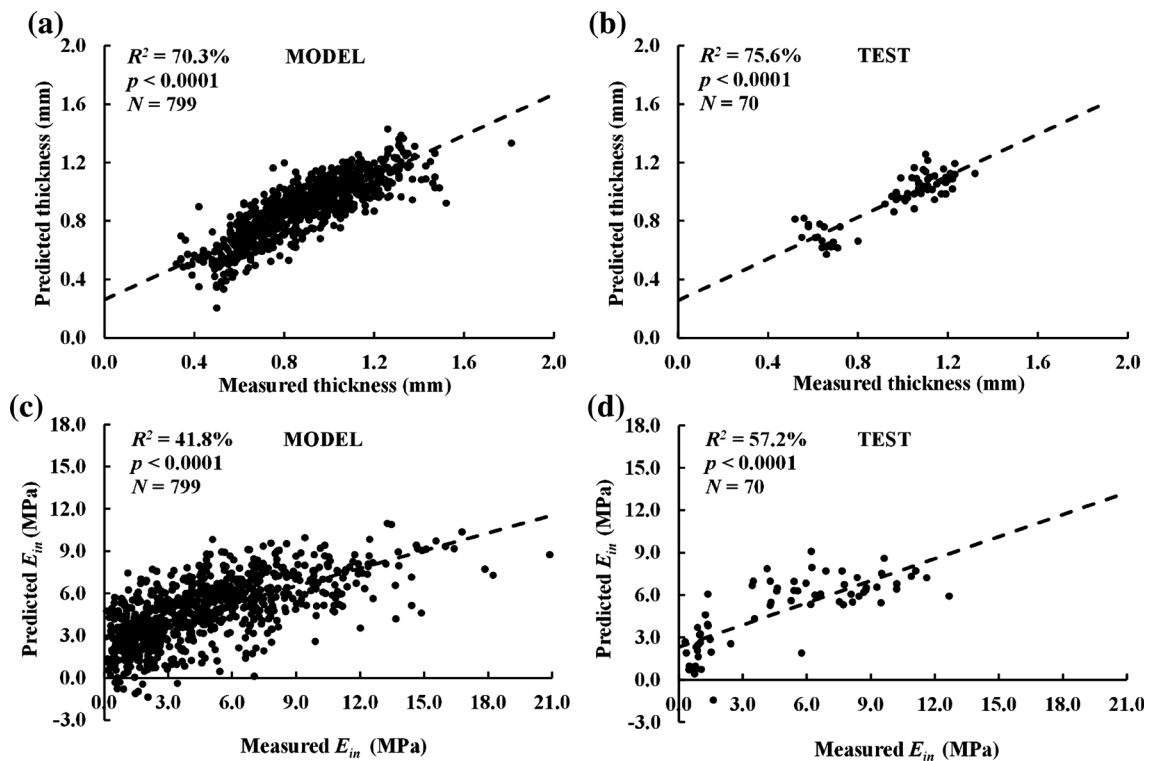 (a)
2.0
1.6
1.2
0.8
0.4
0.0
Predicted thickness (mm)
R² = 70.3%
p < 0.0001
N = 799
MODEL
0.0 0.4 0.8 1.2 1.6 2.0
Measured thickness (mm)
(b)
2.0
1.6
1.2
0.8
0.4
0.0
Predicted thickness (mm)
R² = 75.6%
p < 0.0001
N = 70
TEST
0.0 0.4 0.8 1.2 1.6 2.0
Measured thickness (mm)
(c)
18.0
15.0
12.0
9.0
6.0
3.0
0.0
-3.0
Predicted Ein (MPa)
R² = 41.8%
p < 0.0001
N = 799
MODEL
0.0 3.0 6.0 9.0 12.0 15.0 18.0 21.0
Measured Ein (MPa)
(d)
18.0
15.0
12.0
9.0
6.0
3.0
0.0
-3.0
Predicted Ein (MPa)
R² = 57.2%
p < 0.0001
N = 70
TEST
0.0 3.0 6.0 9.0 12.0 15.0 18.0 21.0
Measured Ein (MPa)